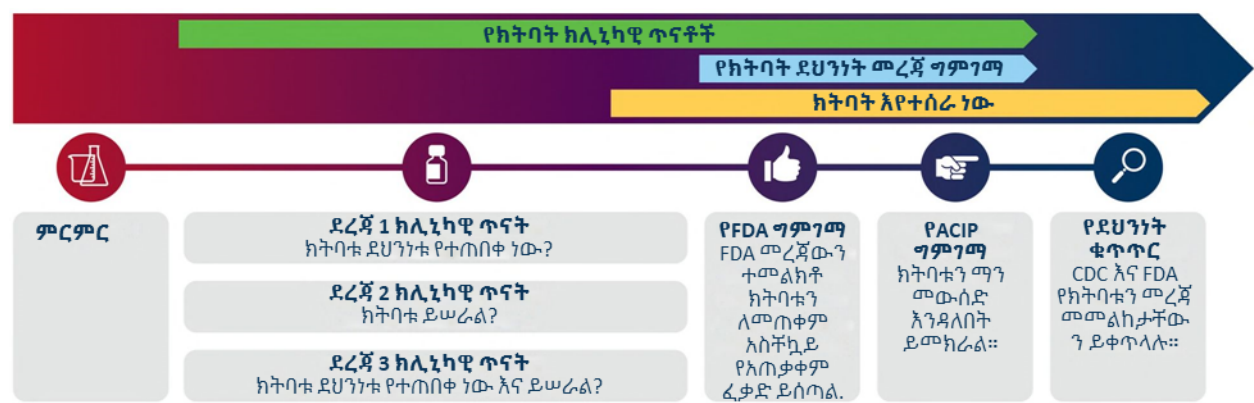 የክትባት ክሊኒካዊ ጥናቶች
የክትባት ደህንነት መረጃ ግምገማ
ክትባት እየተሰራ ነው
ምርምር
ደረጃ 1 ክሊኒካዊ ጥናት
ክትባቱ ደህንነቱ የተጠበቀ ነው?
ደረጃ 2 ክሊኒካዊ ጥናት
ክትባቱ ይሠራል?
ደረጃ 3 ክሊኒካዊ ጥናት
ክትባቱ ደህንነቱ የተጠበቀ ነው እና ይሠራል?
የFDA ግምገማ
FDA መረጃውን
ተመልክቶ
ክትባቱን
ለመጠቀም
አስቸኳይ
የአጠቃቀም
ፈቃድ ይሰጣል.
የACIP
ግምገማ
ክትባቱን ማን
መውሰድ
እንዳለበት
ይመክራል።
የደህንነት
ቁጥጥር
CDC እና FDA
የክትባቱን መረጃ
መመልከታቸው
ን ይቀጥላሉ።